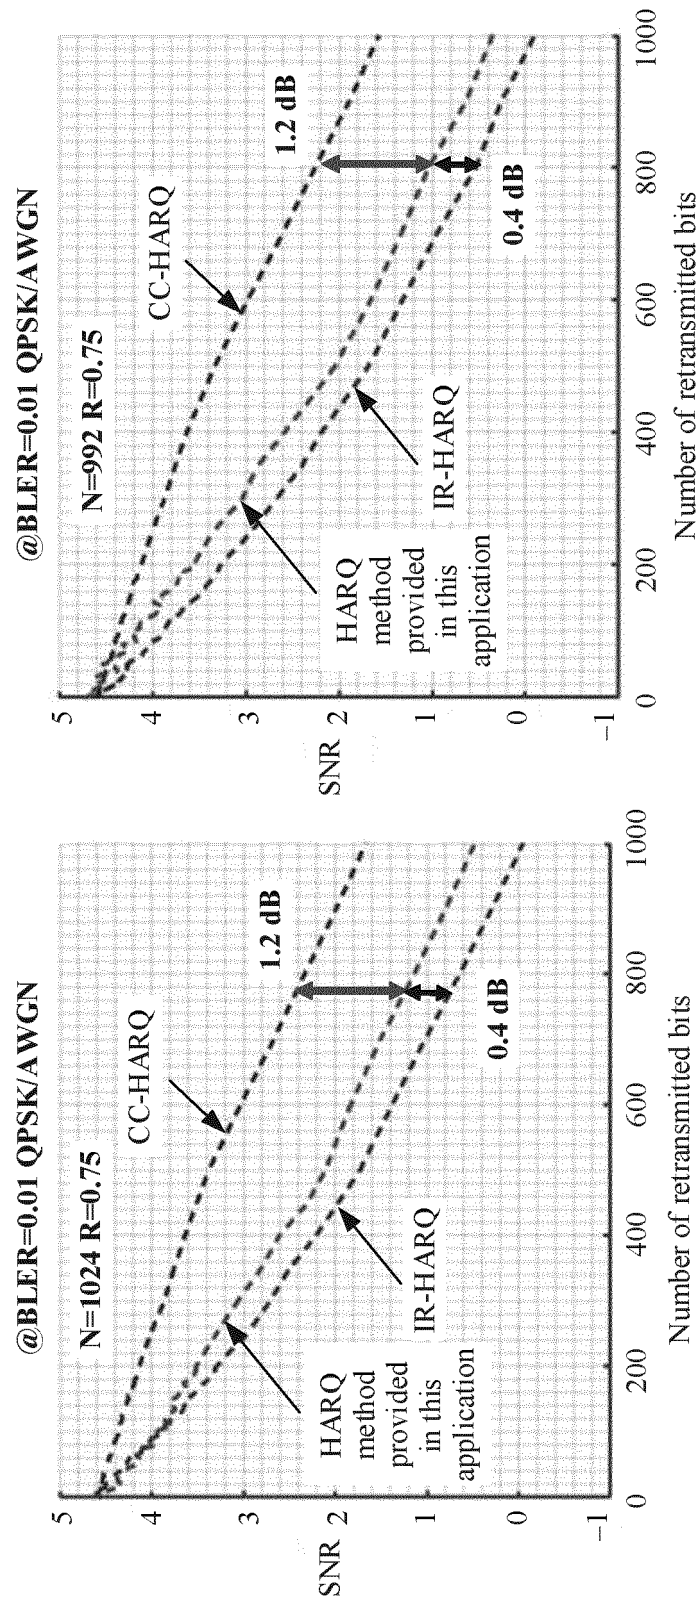 @BLER=0.01 QPSK/AWGN
N=1024 R=0.75
5
4
3
2
1
0
−1
SNR
CC-HARQ
1.2 dB
0.4 dB
IR-HARQ
HARQ
method
provided
in this
application
0
200
400
600
800
1000
Number of retransmitted bits
@BLER=0.01 QPSK/AWGN
N=992 R=0.75
5
4
3
2
1
0
−1
SNR
CC-HARQ
1.2 dB
0.4 dB
IR-HARQ
HARQ
method
provided
in this
application
0
200
400
600
800
1000
Number of retransmitted bits